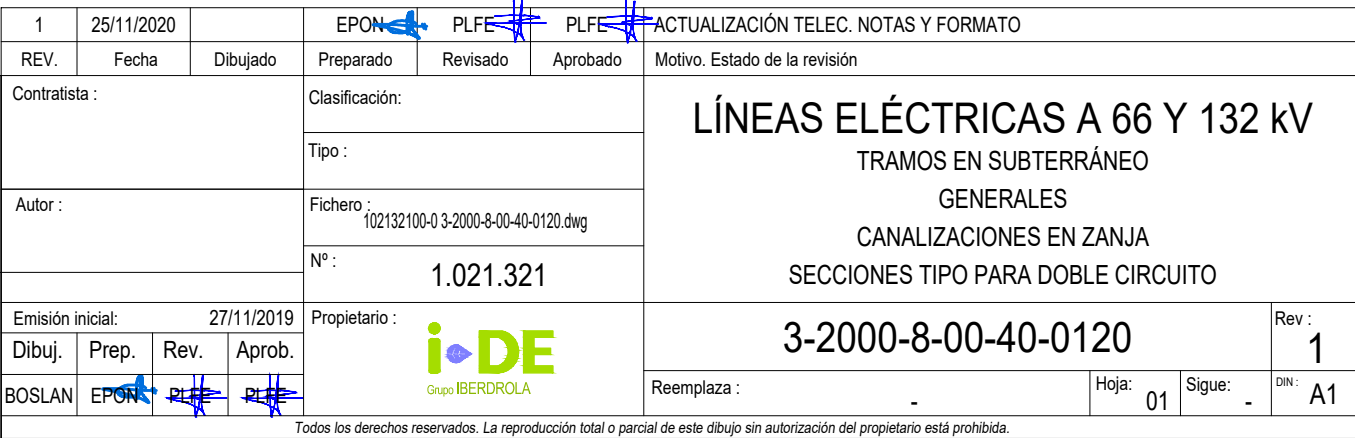 1 25/11/2020 EPON PLFE PLFE ACTUALIZACIÓN TELEC. NOTAS Y FORMATO
REV. Fecha Dibujado Preparado Revisado Aprobado Motivo. Estado de la revisión
Contratista :
Clasificación:
Tipo :
Autor :
Fichero :
102132100-0 3-2000-8-00-40-0120.dwg
Nº :
1.021.321
LÍNEAS ELÉCTRICAS A 66 Y 132 kV
TRAMOS EN SUBTERRÁNEO
GENERALES
CANALIZACIONES EN ZANJA
SECCIONES TIPO PARA DOBLE CIRCUITO
Emisión inicial: 27/11/2019
Dibuj. Prep. Rev. Aprob.
BOSLAN EPON PLFE PLFE
Propietario :
i-DE
Grupo IBERDROLA
3-2000-8-00-40-0120
Rev :
1
Reemplaza :
-
Hoja:
01
Sigue:
-
DIN :
A1
Todos los derechos reservados. La reproducción total o parcial de este dibujo sin autorización del propietario está prohibida.